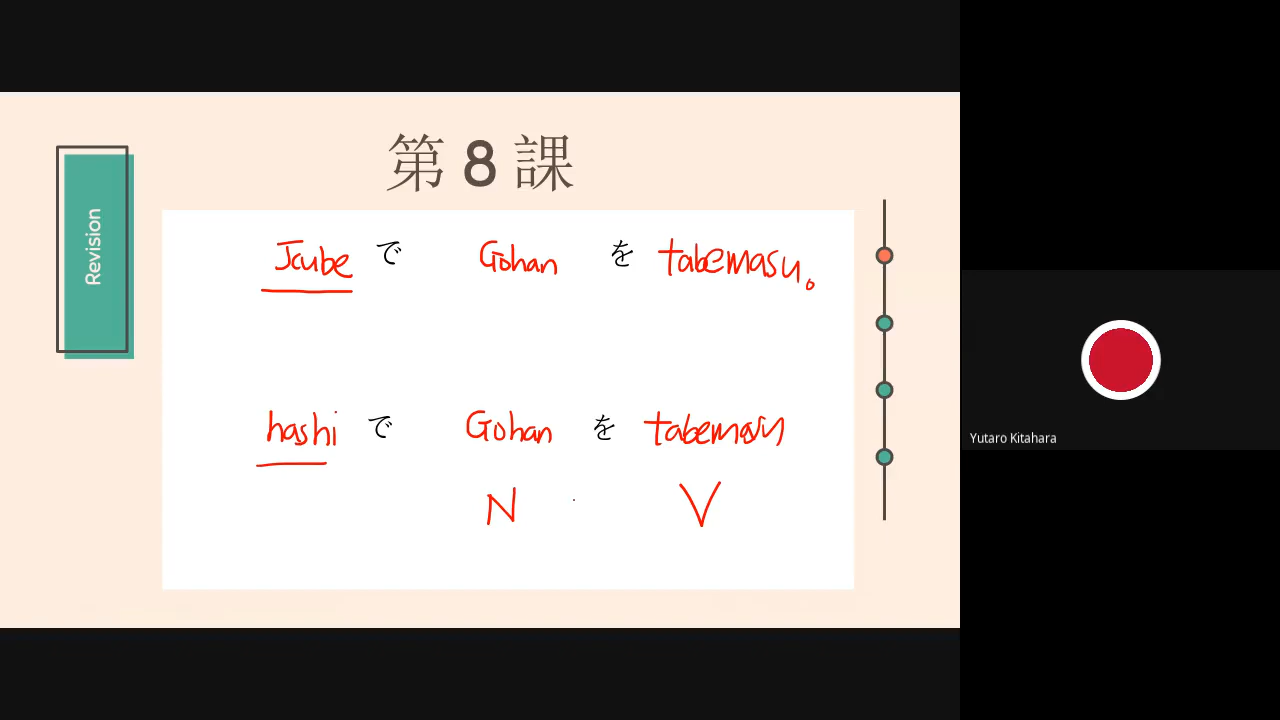 第 8 課
Revision
Jcube で Gohan を tabemasu。
hashi で Gohan を tabemasu
N V
Yutaro Kitahara